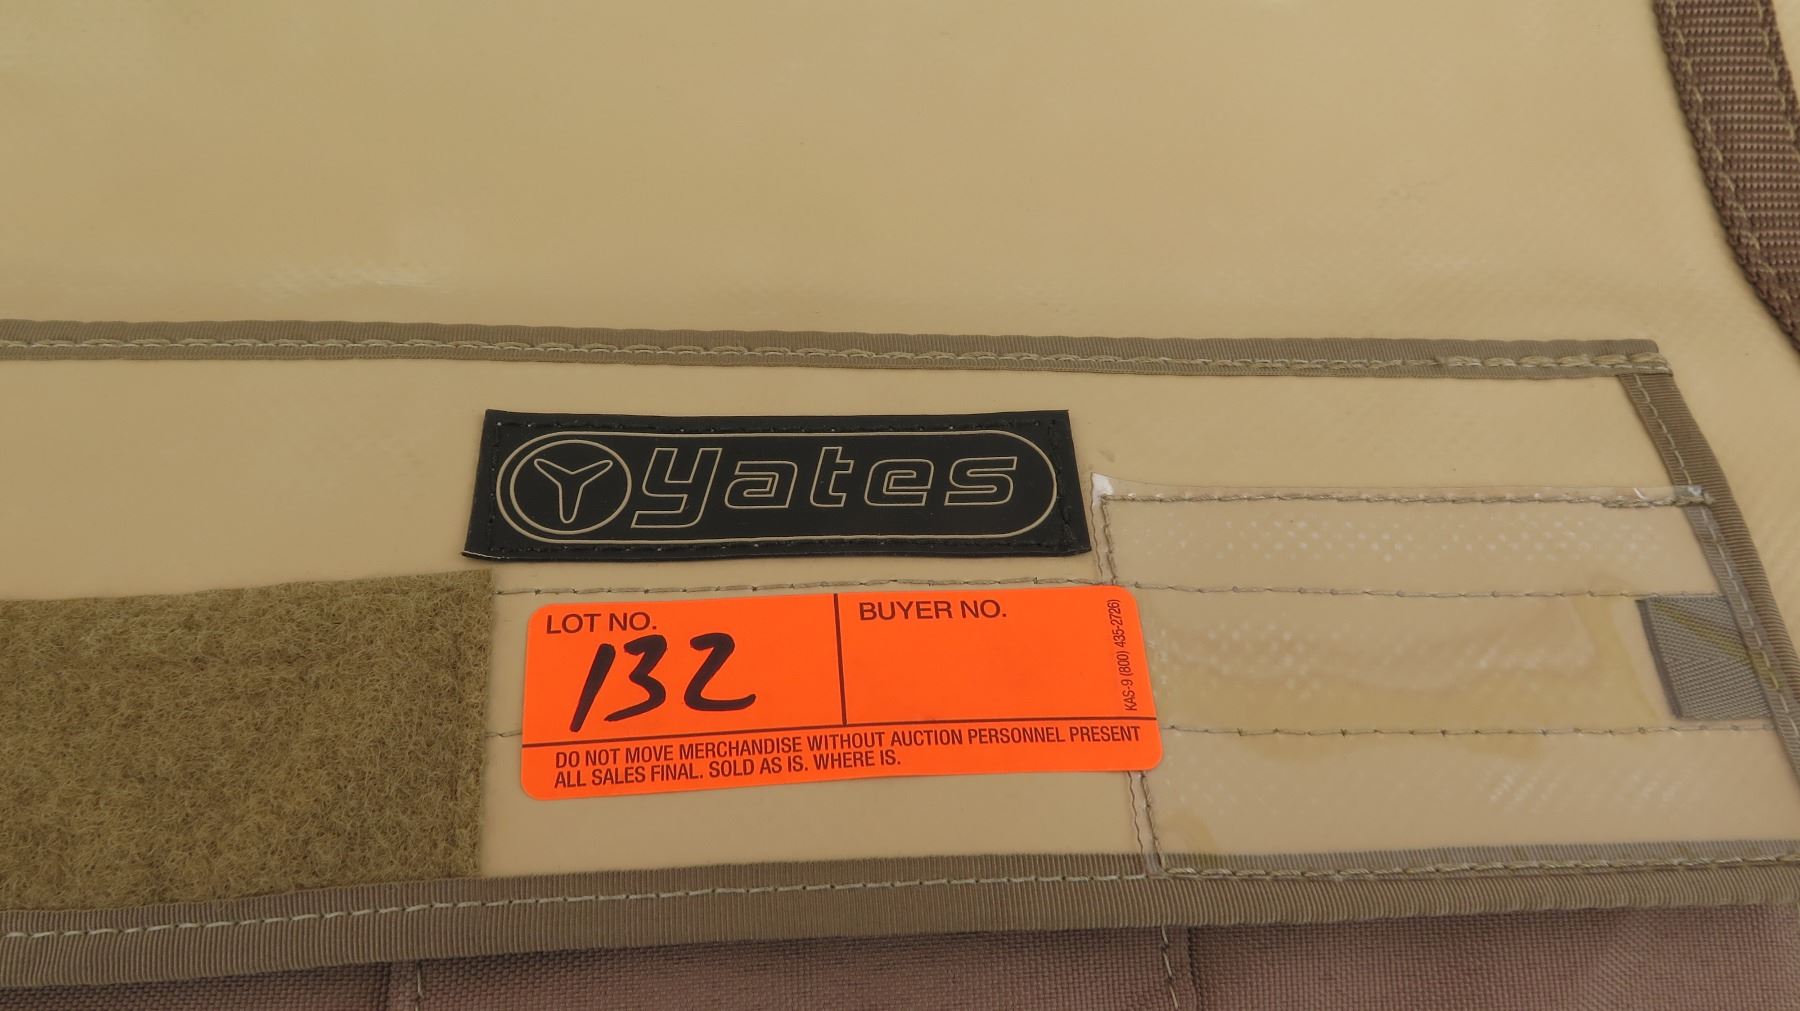 yates
LOT NO.
132
BUYER NO.
KAS-9 (800) 435-2726)
DO NOT MOVE MERCHANDISE WITHOUT AUCTION PERSONNEL PRESENT
ALL SALES FINAL. SOLD AS IS. WHERE IS.